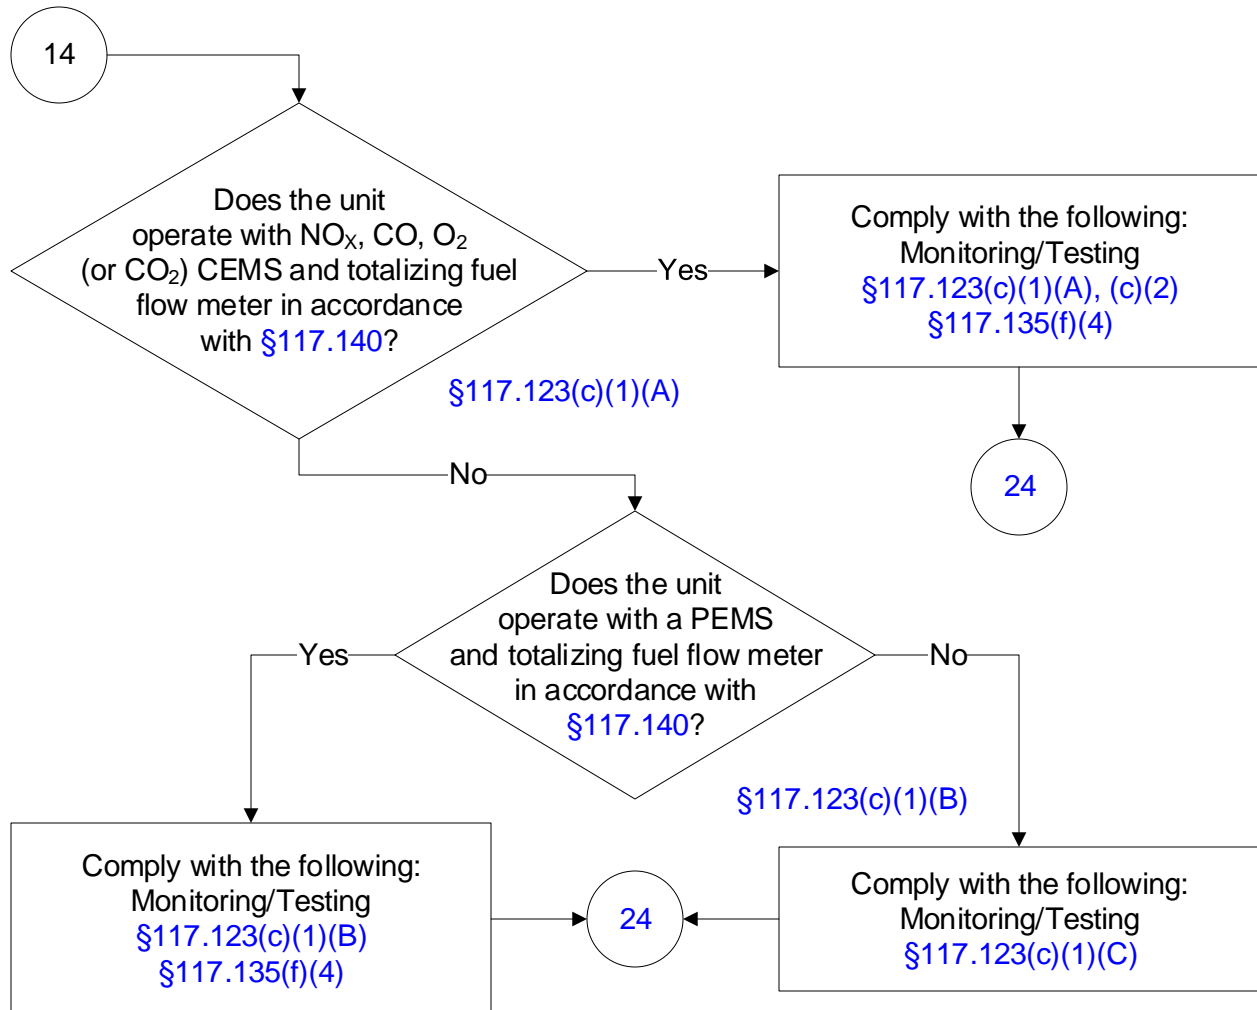 14
Does the unit
operate with NOX, CO, O2
(or CO2) CEMS and totalizing fuel
flow meter in accordance
with §117.140?
Yes
Comply with the following:
Monitoring/Testing
§117.123(c)(1)(A), (c)(2)
§117.135(f)(4)
§117.123(c)(1)(A)
24
No
Does the unit
operate with a PEMS
and totalizing fuel flow meter
in accordance with
§117.140?
Yes
No
§117.123(c)(1)(B)
Comply with the following:
Monitoring/Testing
§117.123(c)(1)(B)
§117.135(f)(4)
24
Comply with the following:
Monitoring/Testing
§117.123(c)(1)(C)